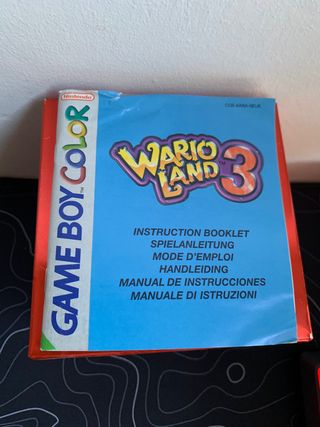 Nintendo
GAME BOY COLOR
WARIO
LAND 3
INSTRUCTION BOOKLET
SPIELANLEITUNG
MODE D'EMPLOI
HANDLEIDING
MANUAL DE INSTRUCCIONES
MANUALE DI ISTRUZIONI